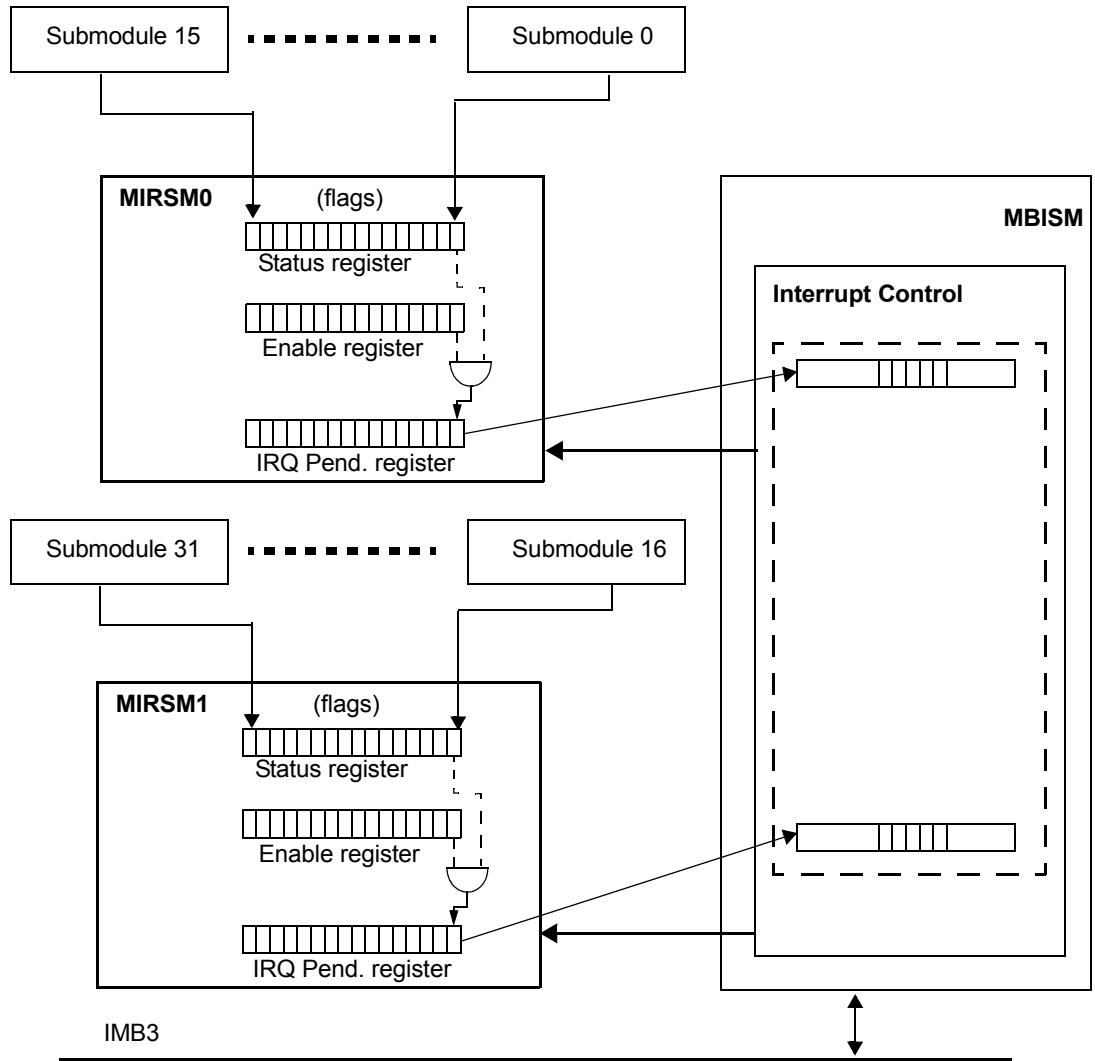 Submodule 15
Submodule 0
MIRSM0
(flags)
Status register
Enable register
IRQ Pend. register
MBISM
Interrupt Control
Submodule 31
Submodule 16
MIRSM1
(flags)
Status register
Enable register
IRQ Pend. register
IMB3